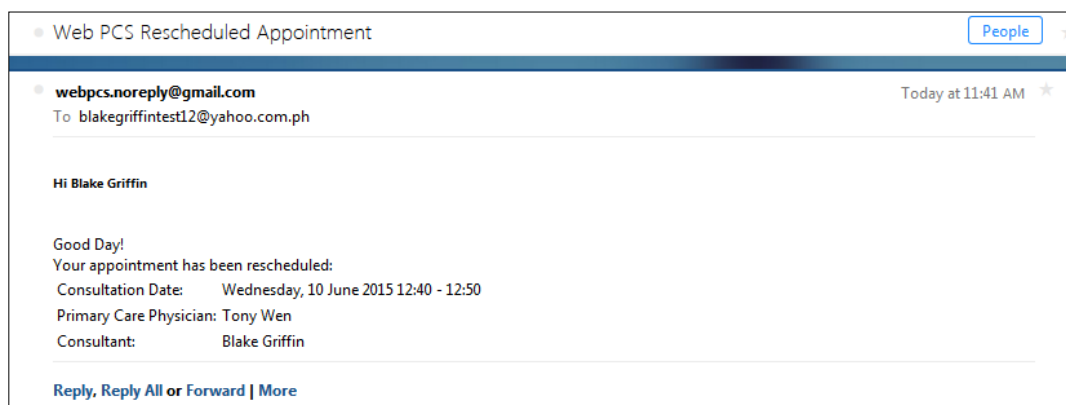 Web PCS Rescheduled Appointment
People
webpcs.noreply@gmail.com
Today at 11:41 AM
To blakegriffintest12@yahoo.com.ph
Hi Blake Griffin
Good Day!
Your appointment has been rescheduled:
Consultation Date: Wednesday, 10 June 2015 12:40 - 12:50
Primary Care Physician: Tony Wen
Consultant: Blake Griffin
Reply, Reply All or Forward | More